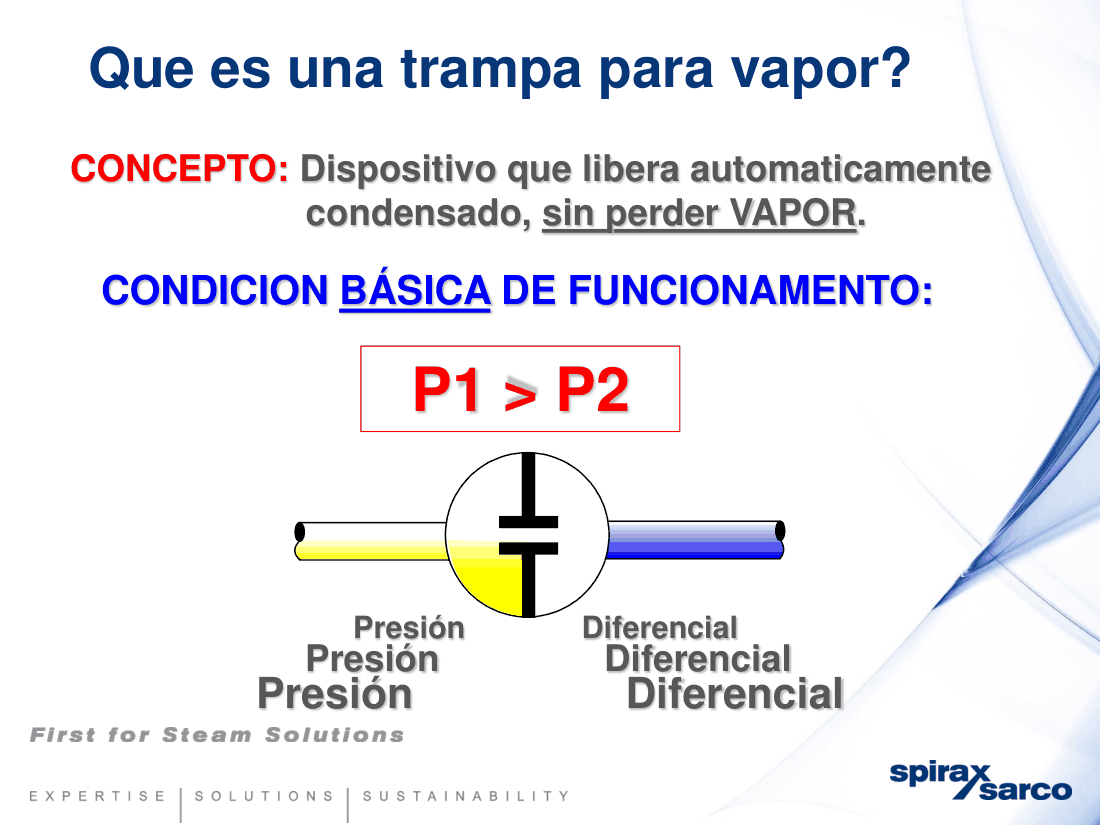 Que es una trampa para vapor?
CONCEPTO: Dispositivo que libera automaticamente
condensado, sin perder VAPOR.
CONDICION BÁSICA DE FUNCIONAMENTO:
P1 > P2
Presión Diferencial
Presión Diferencial
Presión Diferencial
First for Steam Solutions
EXPERTISE SOLUTIONS SUSTAINABILITY
spirax
sarco